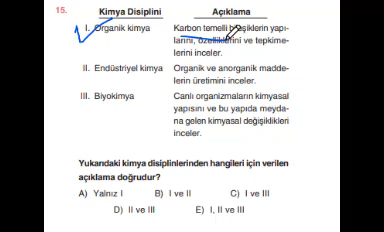 15.
Kimya Disiplini Açıklama
I. Organik kimya Karbon temelli bileşiklerin yapı-
larını, özelliklerini ve tepkime-
lerini inceler.
II. Endüstriyel kimya Organik ve anorganik madde-
lerin üretimini inceler.
III. Biyokimya Canlı organizmaların kimyasal
yapısını ve bu yapıda meyda-
na gelen kimyasal değişiklikleri
inceler.
Yukarıdaki kimya disiplinlerinden hangileri için verilen
açıklama doğrudur?
A) Yalnız I B) I ve II C) I ve III
D) II ve III E) I, II ve III